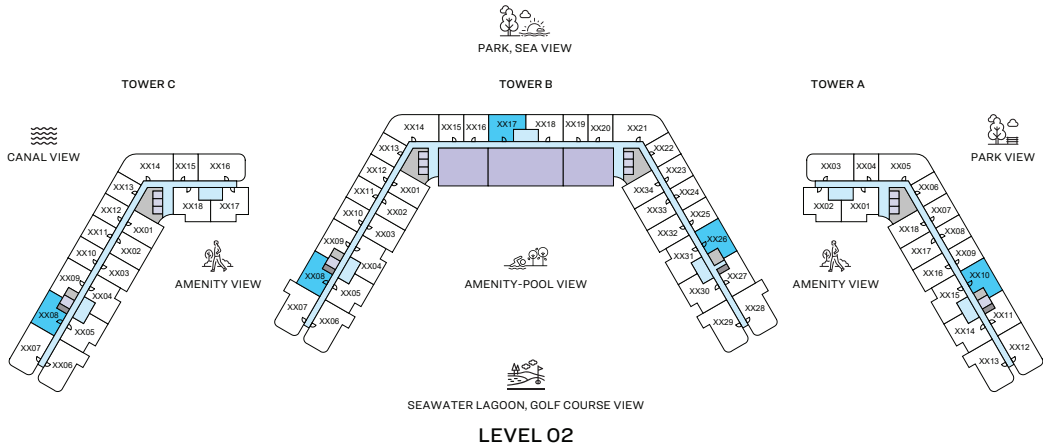 PARK, SEA VIEW
TOWER C
TOWER B
TOWER A
CANAL VIEW
PARK VIEW
XX14 XX15 XX16
XX13
XX12
XX11
XX10
XX09
XX08
XX07
XX06
XX05
XX04
XX03
XX02
XX01
XX18 XX17
AMENITY VIEW
XX14 XX15 XX16 XX17 XX18 XX19 XX20 XX21
XX13
XX12
XX11
XX10
XX09
XX08
XX07
XX06
XX05
XX04
XX03
XX02
XX01
XX22
XX23
XX24
XX25
XX26
XX27
XX28
XX29
XX30
XX31
XX32
XX33
XX34
AMENITY-POOL VIEW
XX03 XX04 XX05
XX02 XX01
XX06
XX07
XX08
XX09
XX10
XX11
XX12
XX13
XX14
XX15
XX16
XX17
XX18
AMENITY VIEW
SEAWATER LAGOON, GOLF COURSE VIEW
LEVEL 02